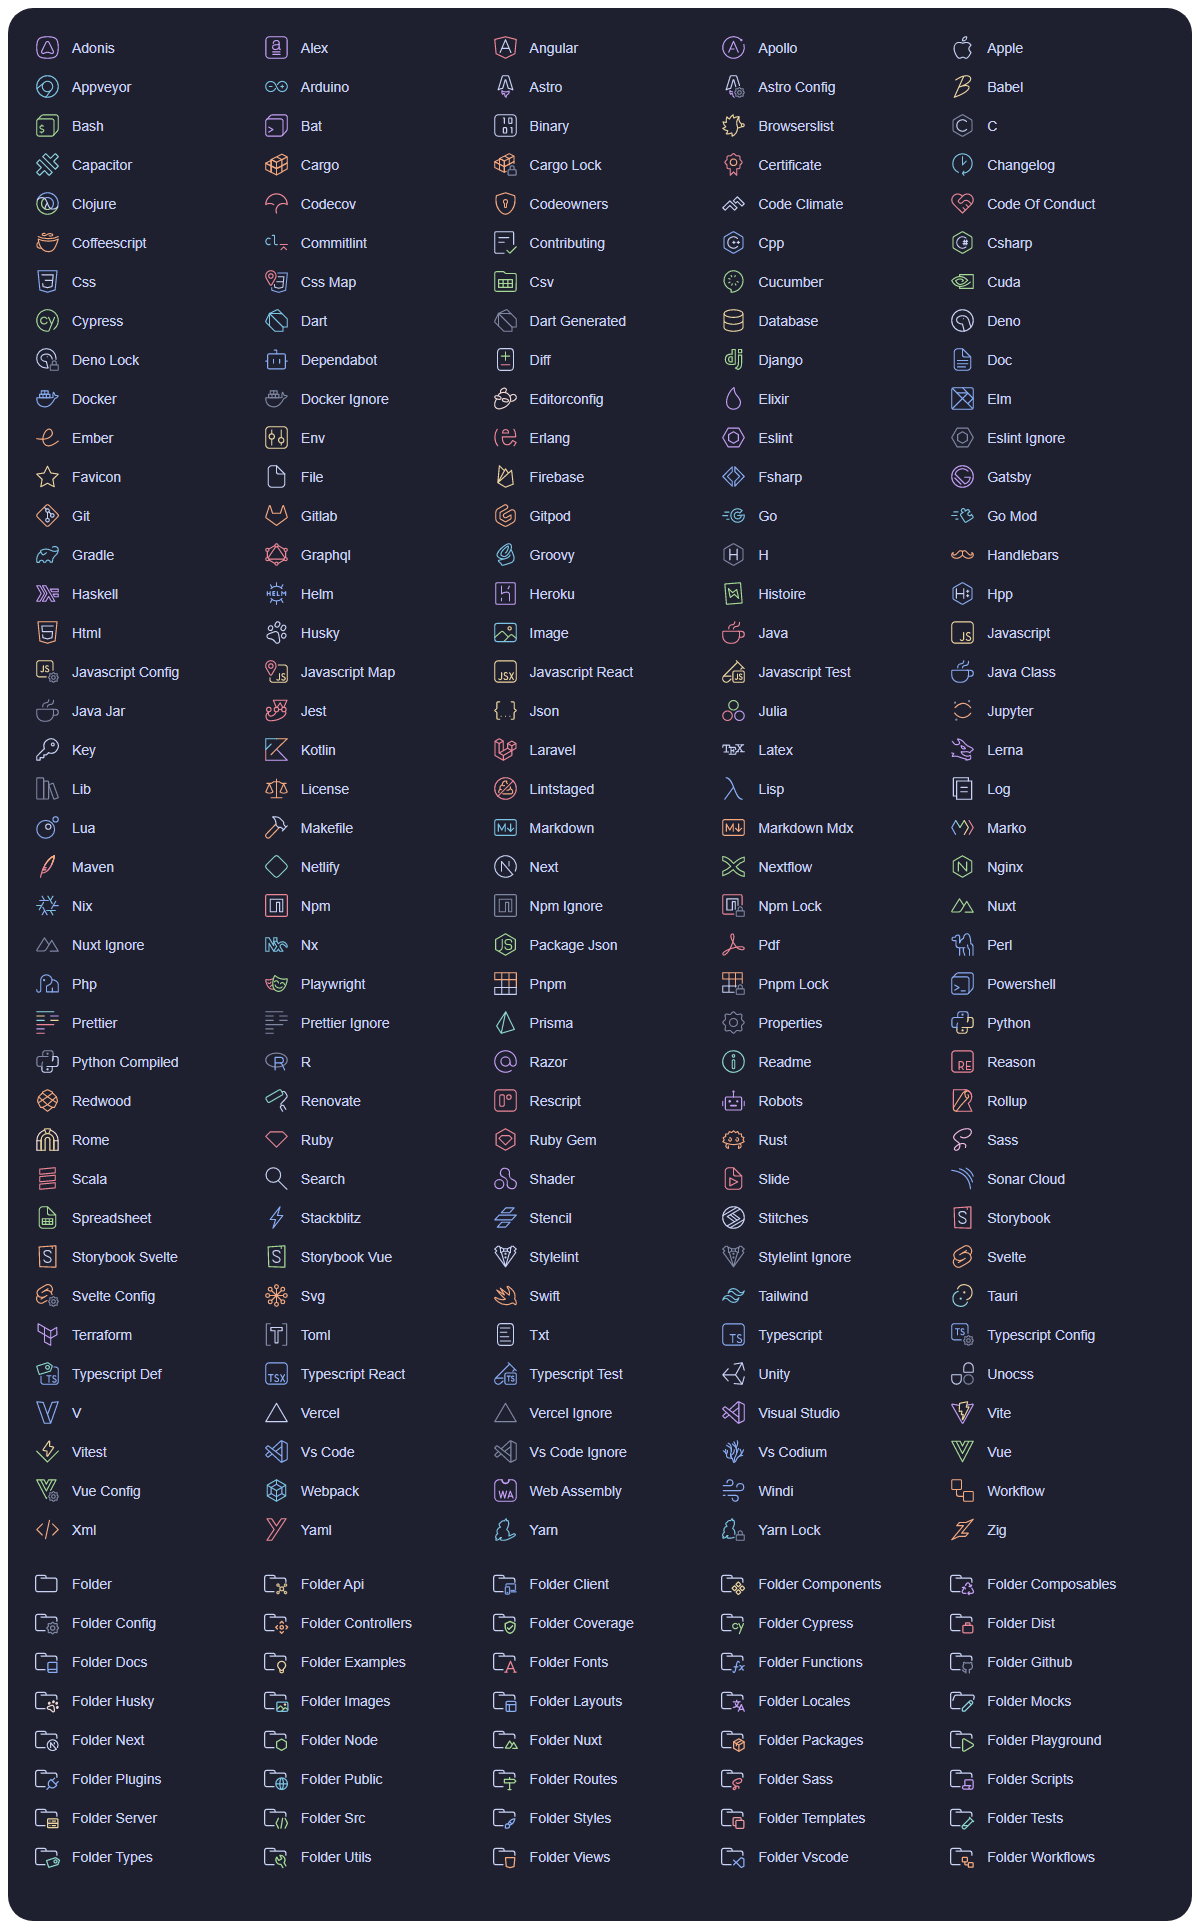 Adonis Alex Angular Apollo Apple
Appveyor Arduino Astro Astro Config Babel
Bash Bat Binary Browserslist C
Capacitor Cargo Cargo Lock Certificate Changelog
Clojure Codecov Codeowners Code Climate Code Of Conduct
Coffeescript Commitlint Contributing Cpp Csharp
Css Css Map Csv Cucumber Cuda
Cypress Dart Dart Generated Database Deno
Deno Lock Dependabot Diff Django Doc
Docker Docker Ignore Editorconfig Elixir Elm
Ember Env Erlang Eslint Eslint Ignore
Favicon File Firebase Fsharp Gatsby
Git Gitlab Gitpod Go Go Mod
Gradle Graphql Groovy H Handlebars
Haskell Helm Heroku Histoire Hpp
Html Husky Image Java Javascript
Javascript Config Javascript Map Javascript React Javascript Test Java Class
Java Jar Jest Json Julia Jupyter
Key Kotlin Laravel Latex Lerna
Lib License Lintstaged Lisp Log
Lua Makefile Markdown Markdown Mdx Marko
Maven Netlify Next Nextflow Nginx
Nix Npm Npm Ignore Npm Lock Nuxt
Nuxt Ignore Nx Package Json Pdf Perl
Php Playwright Pnpm Pnpm Lock Powershell
Prettier Prettier Ignore Prisma Properties Python
Python Compiled R Razor Readme Reason
Redwood Renovate Rescript Robots Rollup
Rome Ruby Ruby Gem Rust Sass
Scala Search Shader Slide Sonar Cloud
Spreadsheet Stackblitz Stencil Stitches Storybook
Storybook Svelte Storybook Vue Stylelint Stylelint Ignore Svelte
Svelte Config Svg Swift Tailwind Tauri
Terraform Toml Txt Typescript Typescript Config
Typescript Def Typescript React Typescript Test Unity Unocss
V Vercel Vercel Ignore Visual Studio Vite
Vitest Vs Code Vs Code Ignore Vs Codium Vue
Vue Config Webpack Web Assembly Windi Workflow
Xml Yaml Yarn Yarn Lock Zig
Folder Folder Api Folder Client Folder Components Folder Composables
Folder Config Folder Controllers Folder Coverage Folder Cypress Folder Dist
Folder Docs Folder Examples Folder Fonts Folder Functions Folder Github
Folder Husky Folder Images Folder Layouts Folder Locales Folder Mocks
Folder Next Folder Node Folder Nuxt Folder Packages Folder Playground
Folder Plugins Folder Public Folder Routes Folder Sass Folder Scripts
Folder Server Folder Src Folder Styles Folder Templates Folder Tests
Folder Types Folder Utils Folder Views Folder Vscode Folder Workflows